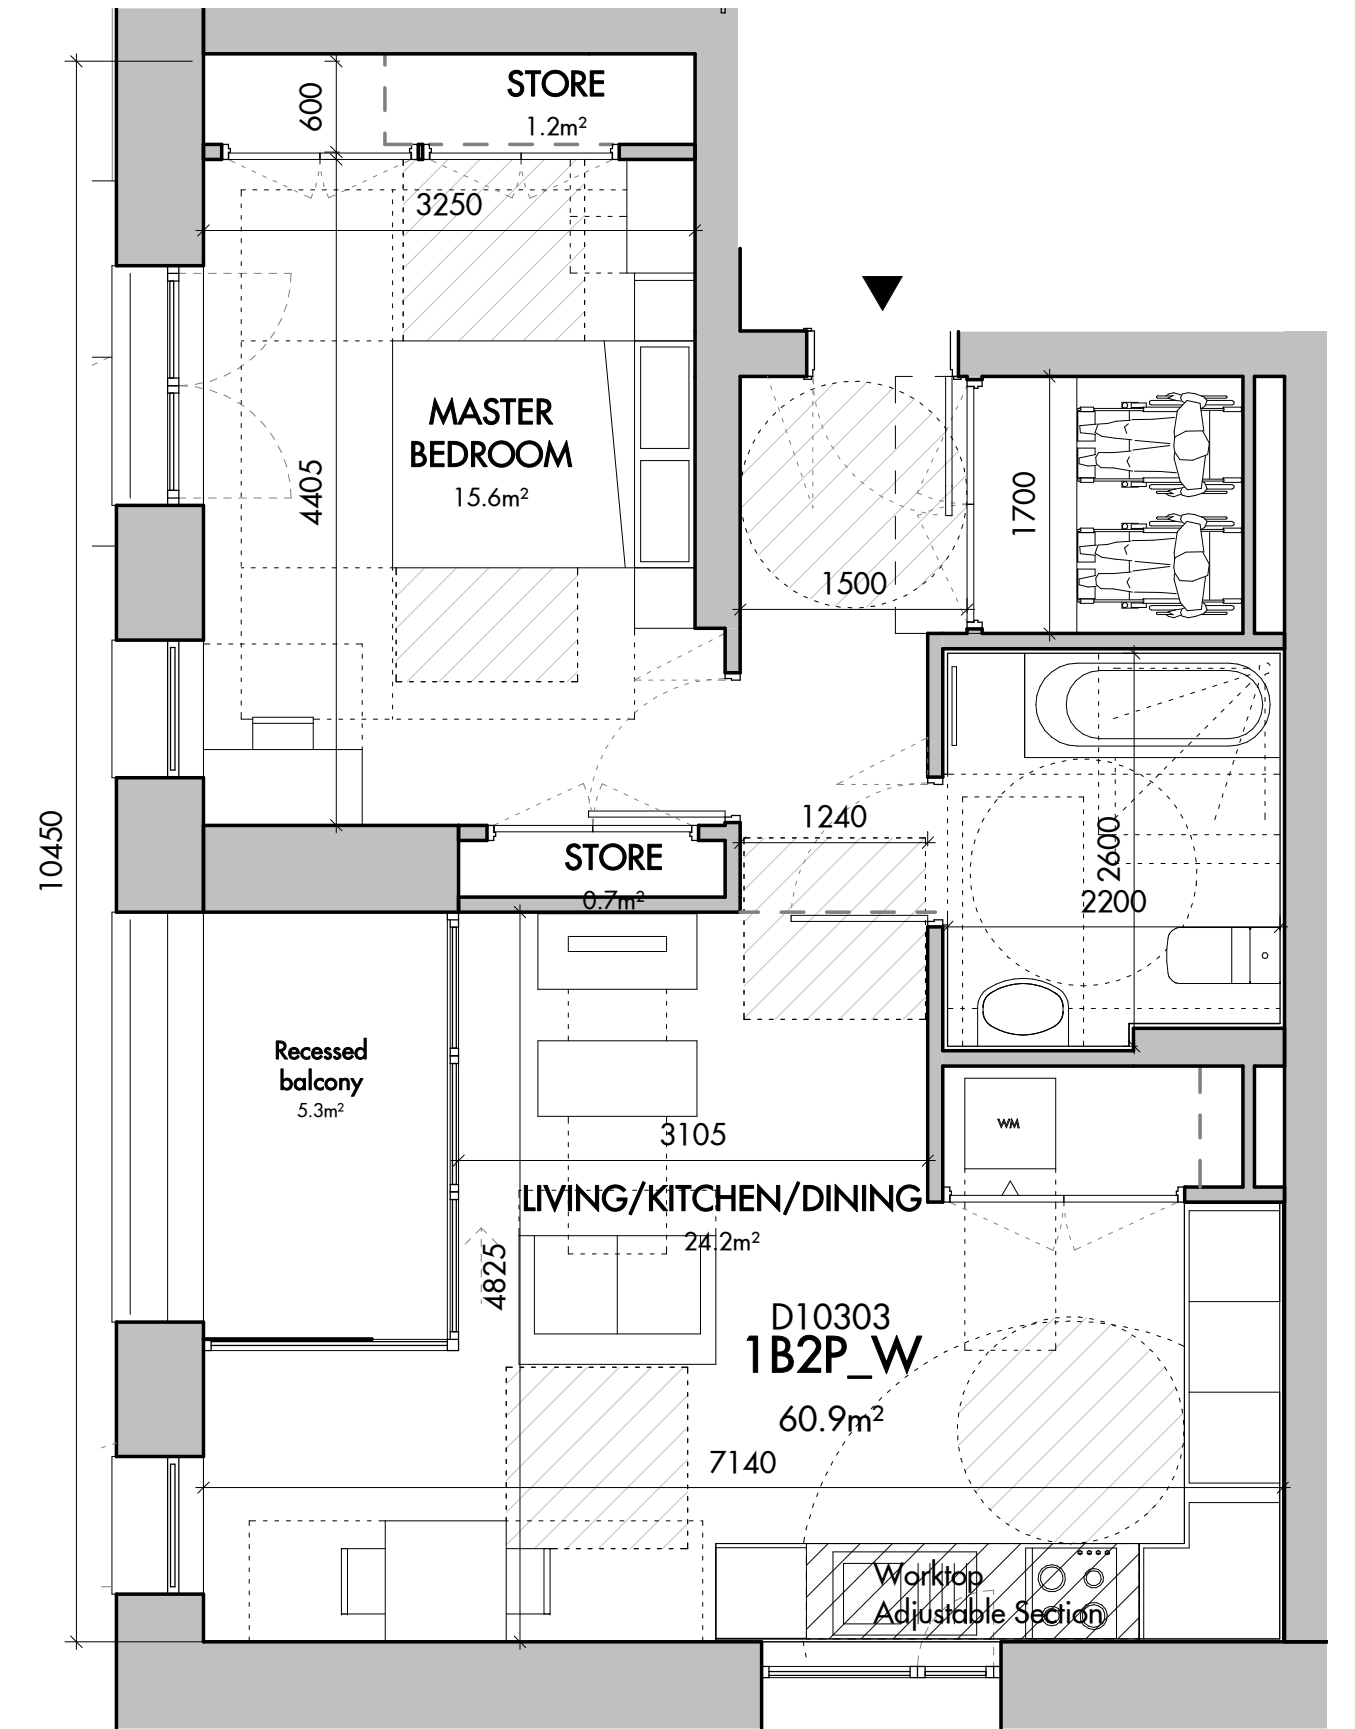 600
STORE
1.2m²
3250
MASTER
BEDROOM
15.6m²
4405
1700
1500
10450
1240
2600
2200
STORE
0.7m²
Recessed
balcony
5.3m²
WM
3105
LIVING/KITCHEN/DINING
24.2m²
4825
D10303
1B2P_W
60.9m²
7140
Worktop
Adjustable Section